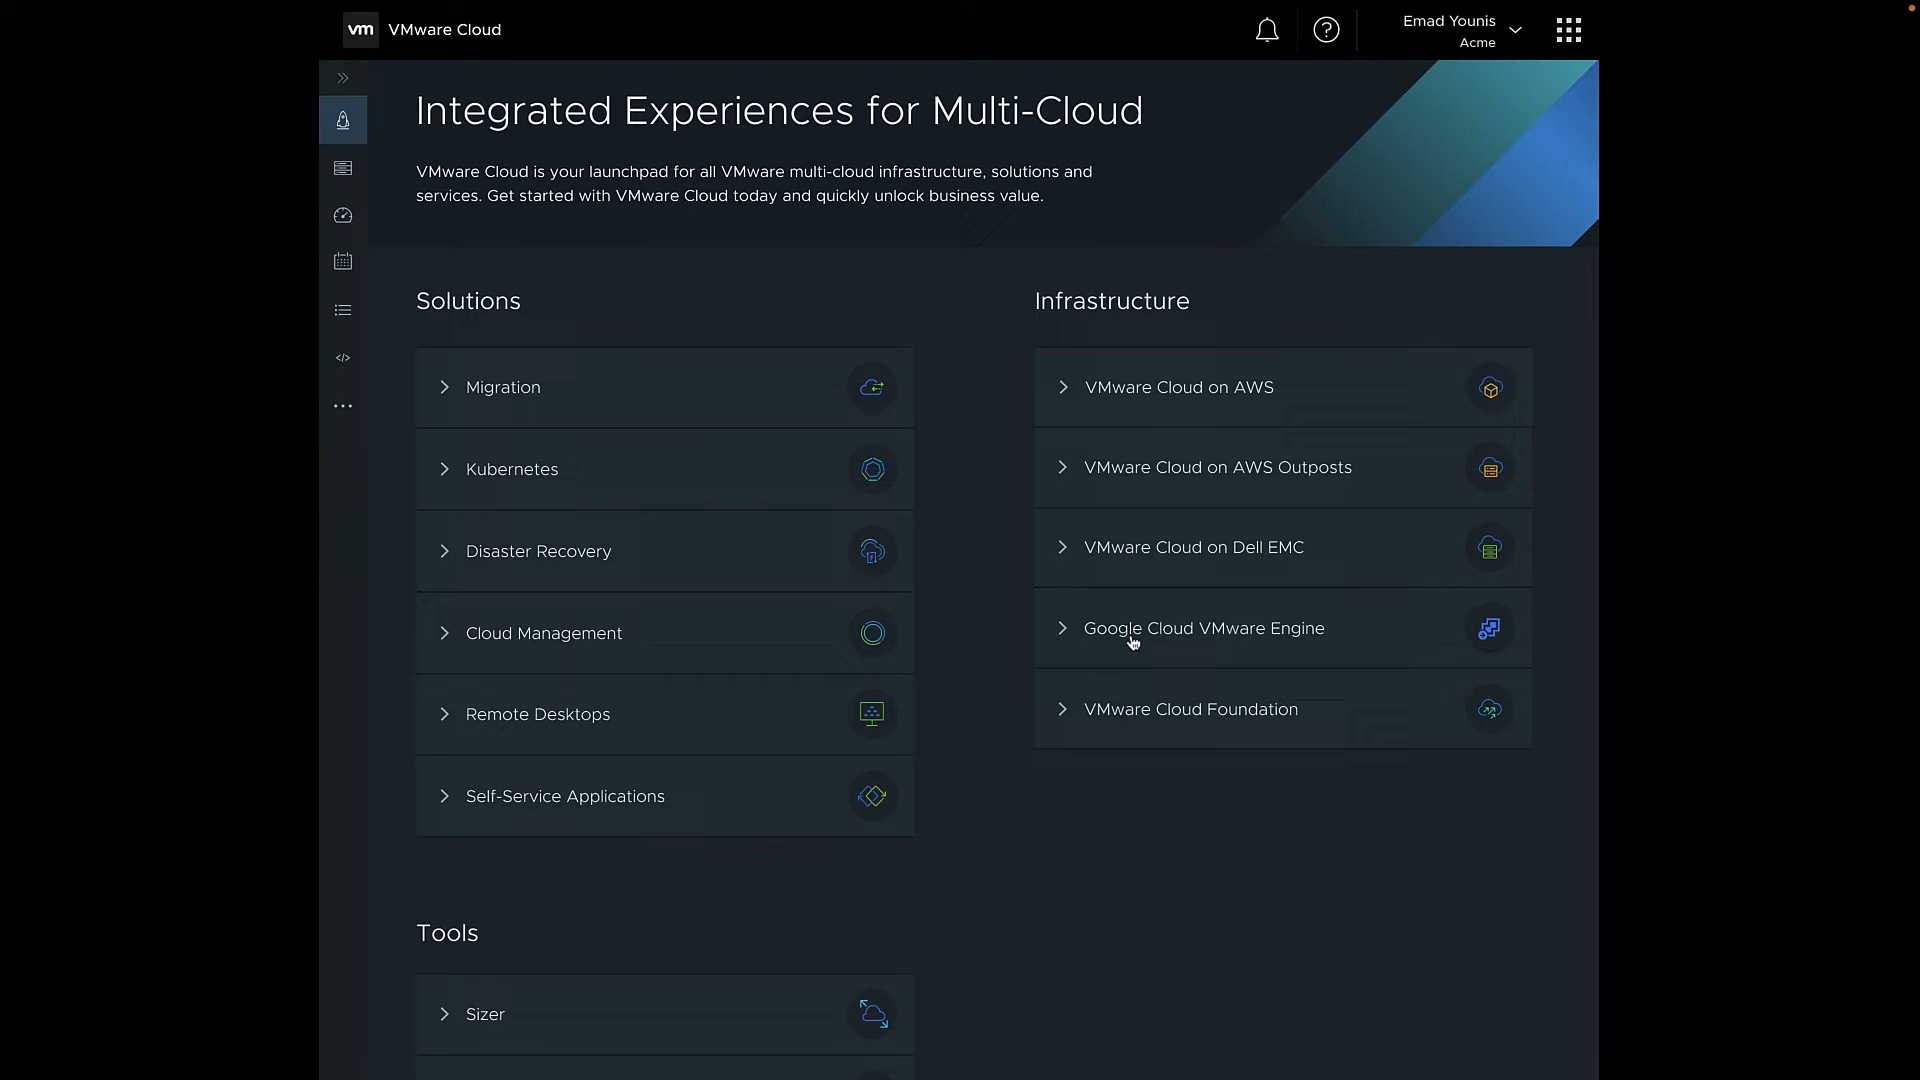 vm VMware Cloud
Emad Younis
Acme
Integrated Experiences for Multi-Cloud
VMware Cloud is your launchpad for all VMware multi-cloud infrastructure, solutions and
services. Get started with VMware Cloud today and quickly unlock business value.
Solutions
Migration
Kubernetes
Disaster Recovery
Cloud Management
Remote Desktops
Self-Service Applications
Infrastructure
VMware Cloud on AWS
VMware Cloud on AWS Outposts
VMware Cloud on Dell EMC
Google Cloud VMware Engine
VMware Cloud Foundation
Tools
Sizer